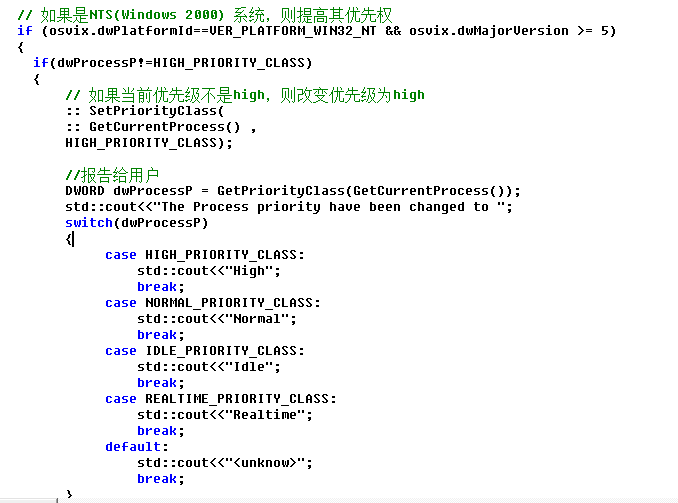 // 如果是NTS(Windows 2000) 系统，则提高其优先权
if (osvix.dwPlatformId==VER_PLATFORM_WIN32_NT && osvix.dwMajorVersion >= 5)
{
if(dwProcessP!=HIGH_PRIORITY_CLASS)
{
// 如果当前优先级不是high，则改变优先级为high
:: SetPriorityClass(
:: GetCurrentProcess() ,
HIGH_PRIORITY_CLASS);
//报告给用户
DWORD dwProcessP = GetPriorityClass(GetCurrentProcess());
std::cout<<"The Process priority have been changed to ";
switch(dwProcessP)
{
case HIGH_PRIORITY_CLASS:
std::cout<<"High";
break;
case NORMAL_PRIORITY_CLASS:
std::cout<<"Normal";
break;
case IDLE_PRIORITY_CLASS:
std::cout<<"Idle";
break;
case REALTIME_PRIORITY_CLASS:
std::cout<<"Realtime";
break;
default:
std::cout<<"<unknow>";
break;
}